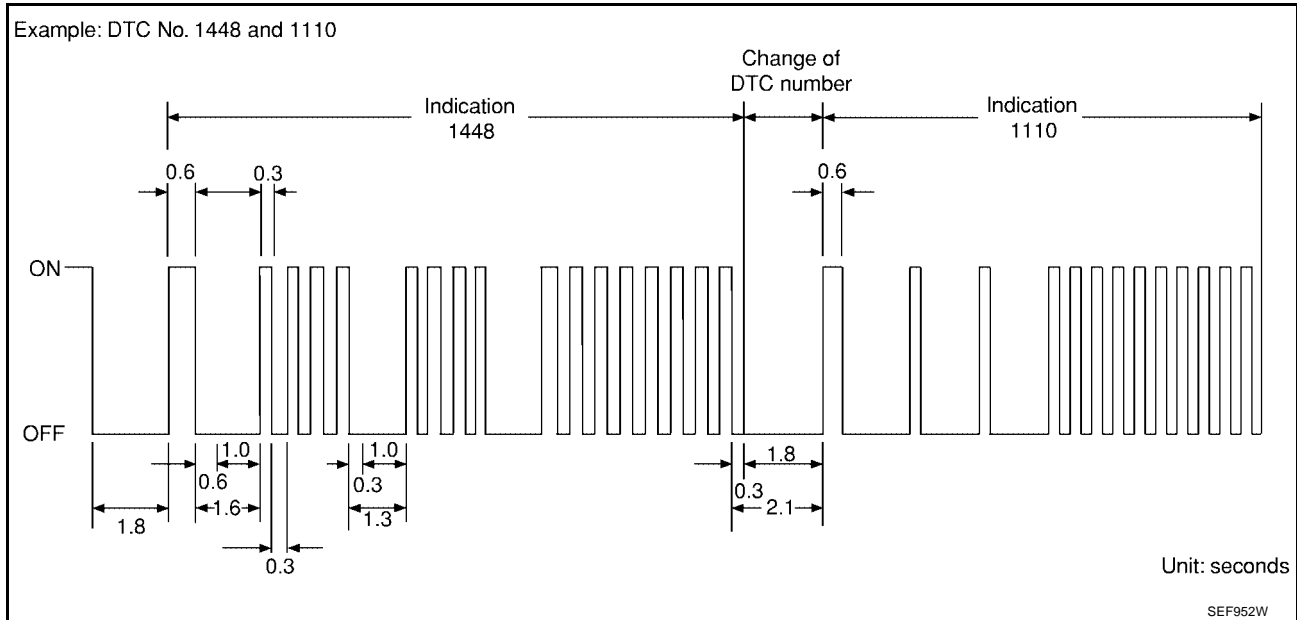 Example: DTC No. 1448 and 1110
Change of
DTC number
Indication
1448
Indication
1110
0.6
0.3
0.6
ON
OFF
1.0
1.0
1.8
0.6
0.3
0.3
1.6
1.3
2.1
1.8
0.3
Unit: seconds
SEF952W